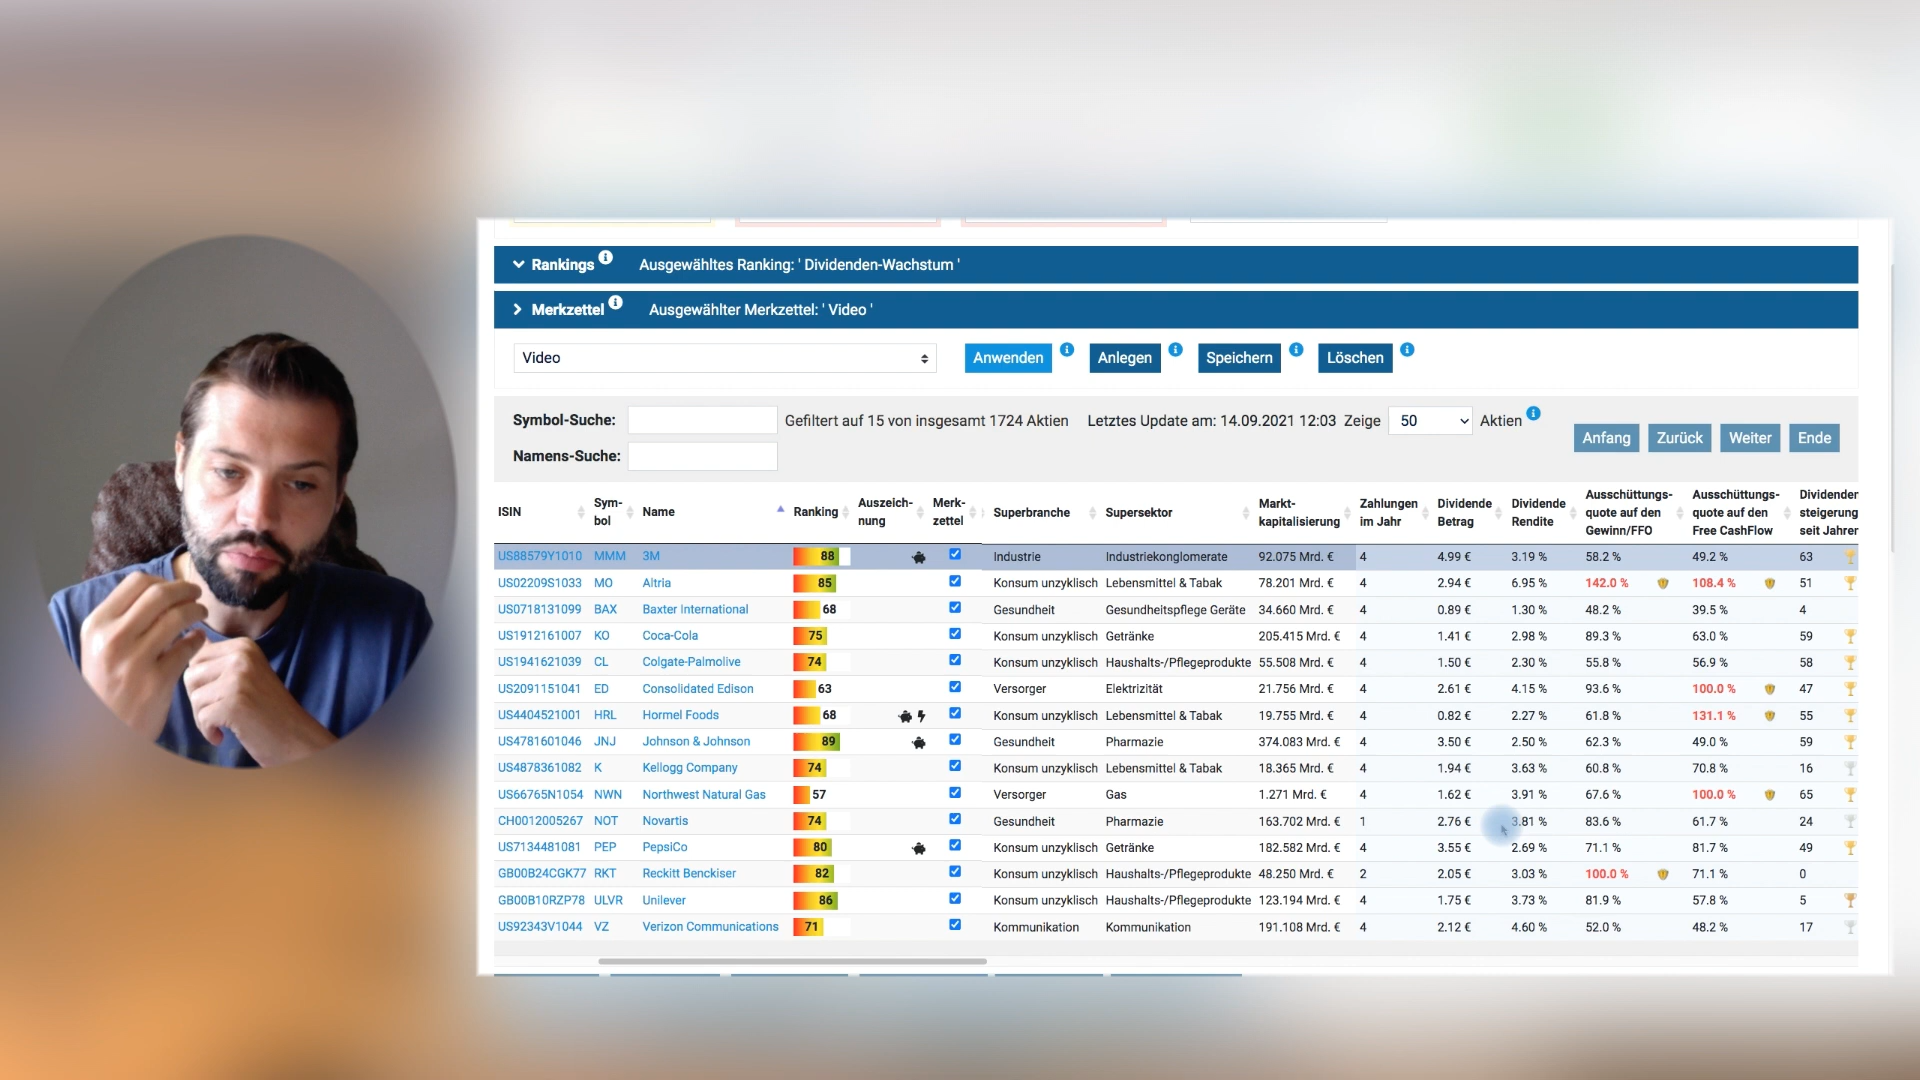 Rankings Ausgewähltes Ranking: ' Dividenden-Wachstum '
Merkzettel Ausgewählter Merkzettel: ' Video '
Video Anwenden Anlegen Speichern Löschen
Symbol-Suche: Gefiltert auf 15 von insgesamt 1724 Aktien Letztes Update am: 14.09.2021 12:03 Zeige 50 Aktien
Anfang Zurück Weiter Ende
Namens-Suche:
ISIN Sym-bol Name Ranking Auszeich-nung Merk-zettel Superbranche Supersektor Markt-kapitalisierung Zahlungen im Jahr Dividende Betrag Dividende Rendite Ausschüttungs-quote auf den Gewinn/FFO Ausschüttungs-quote auf den Free CashFlow Dividenden steigerung seit Jahren
US88579Y1010 MMM 3M 88 Industrie Industriekonglomerate 92.075 Mrd. € 4 4.99 € 3.19 % 58.2 % 49.2 % 63
US02209S1033 MO Altria 85 Konsum unzyklisch Lebensmittel & Tabak 78.201 Mrd. € 4 2.94 € 6.95 % 142.0 % 108.4 % 51
US0718131099 BAX Baxter International 68 Gesundheit Gesundheitspflege Geräte 34.660 Mrd. € 4 0.89 € 1.30 % 48.2 % 39.5 % 4
US1912161007 KO Coca-Cola 75 Konsum unzyklisch Getränke 205.415 Mrd. € 4 1.41 € 2.98 % 89.3 % 63.0 % 59
US1941621039 CL Colgate-Palmolive 74 Konsum unzyklisch Haushalts-/Pflegeprodukte 55.508 Mrd. € 4 1.50 € 2.30 % 55.8 % 56.9 % 58
US2091151041 ED Consolidated Edison 63 Versorger Elektrizität 21.756 Mrd. € 4 2.61 € 4.15 % 93.6 % 100.0 % 47
US4404521001 HRL Hormel Foods 68 Konsum unzyklisch Lebensmittel & Tabak 19.755 Mrd. € 4 0.82 € 2.27 % 61.8 % 131.1 % 55
US4781601046 JNJ Johnson & Johnson 89 Gesundheit Pharmazie 374.083 Mrd. € 4 3.50 € 2.50 % 62.3 % 49.0 % 59
US4878361082 K Kellogg Company 74 Konsum unzyklisch Lebensmittel & Tabak 18.365 Mrd. € 4 1.94 € 3.63 % 60.8 % 70.8 % 16
US66765N1054 NWN Northwest Natural Gas 57 Versorger Gas 1.271 Mrd. € 4 1.62 € 3.91 % 67.6 % 100.0 % 65
CH0012005267 NOT Novartis 74 Gesundheit Pharmazie 163.702 Mrd. € 1 2.76 € 3.81 % 83.6 % 61.7 % 24
US7134481081 PEP PepsiCo 80 Konsum unzyklisch Getränke 182.582 Mrd. € 4 3.55 € 2.69 % 71.1 % 81.7 % 49
GB00B24CGK77 RKT Reckitt Benckiser 82 Konsum unzyklisch Haushalts-/Pflegeprodukte 48.250 Mrd. € 2 2.05 € 3.03 % 100.0 % 71.1 % 0
GB00B10RZP78 ULVR Unilever 86 Konsum unzyklisch Haushalts-/Pflegeprodukte 123.194 Mrd. € 4 1.75 € 3.73 % 81.9 % 57.8 % 5
US92343V1044 VZ Verizon Communications 71 Kommunikation Kommunikation 191.108 Mrd. € 4 2.12 € 4.60 % 52.0 % 48.2 % 17